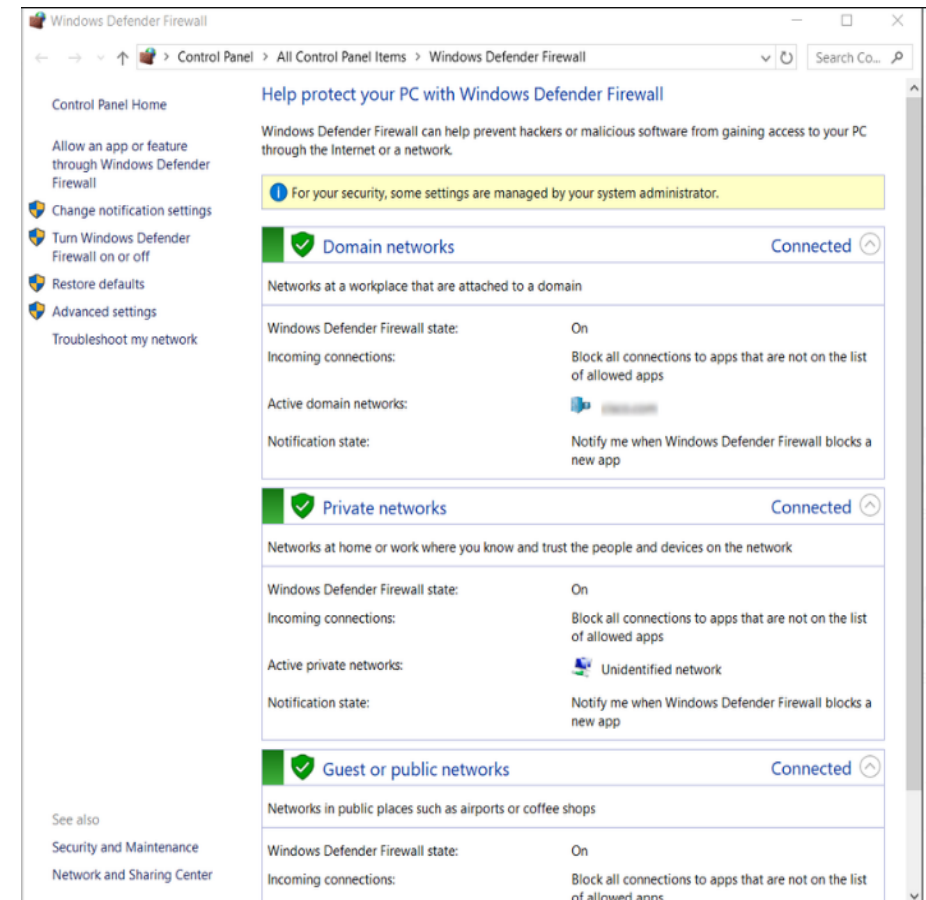 Windows Defender Firewall
Control Panel > All Control Panel Items > Windows Defender Firewall
Search Co...
Control Panel Home
Allow an app or feature
through Windows Defender
Firewall
Change notification settings
Turn Windows Defender
Firewall on or off
Restore defaults
Advanced settings
Troubleshoot my network
See also
Security and Maintenance
Network and Sharing Center
Help protect your PC with Windows Defender Firewall
Windows Defender Firewall can help prevent hackers or malicious software from gaining access to your PC
through the Internet or a network.
For your security, some settings are managed by your system administrator.
Domain networks Connected
Networks at a workplace that are attached to a domain
Windows Defender Firewall state: On
Incoming connections: Block all connections to apps that are not on the list
of allowed apps
Active domain networks:
Notification state: Notify me when Windows Defender Firewall blocks a
new app
Private networks Connected
Networks at home or work where you know and trust the people and devices on the network
Windows Defender Firewall state: On
Incoming connections: Block all connections to apps that are not on the list
of allowed apps
Active private networks: Unidentified network
Notification state: Notify me when Windows Defender Firewall blocks a
new app
Guest or public networks Connected
Networks in public places such as airports or coffee shops
Windows Defender Firewall state: On
Incoming connections: Block all connections to apps that are not on the list
of allowed apps